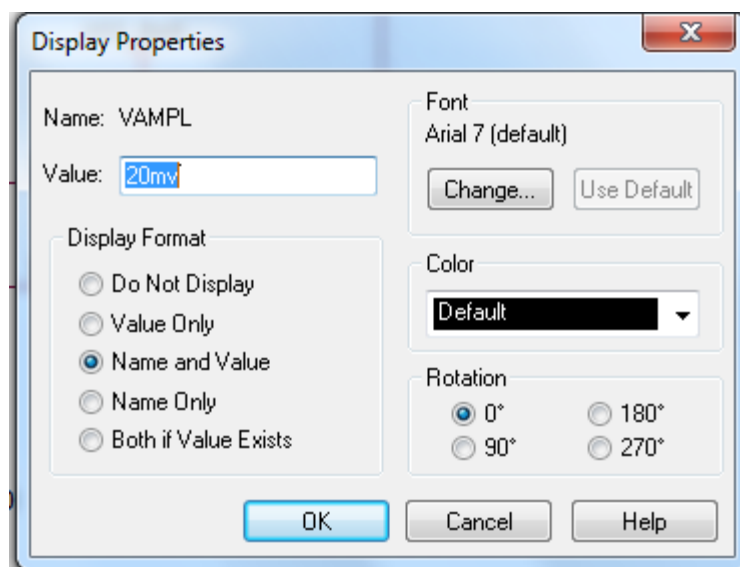 Display Properties
Name: VAMPL
Value: 20mv
Display Format
Do Not Display
Value Only
Name and Value
Name Only
Both if Value Exists
Font
Arial 7 (default)
Change... Use Default
Color
Default
Rotation
0° 180°
90° 270°
OK Cancel Help